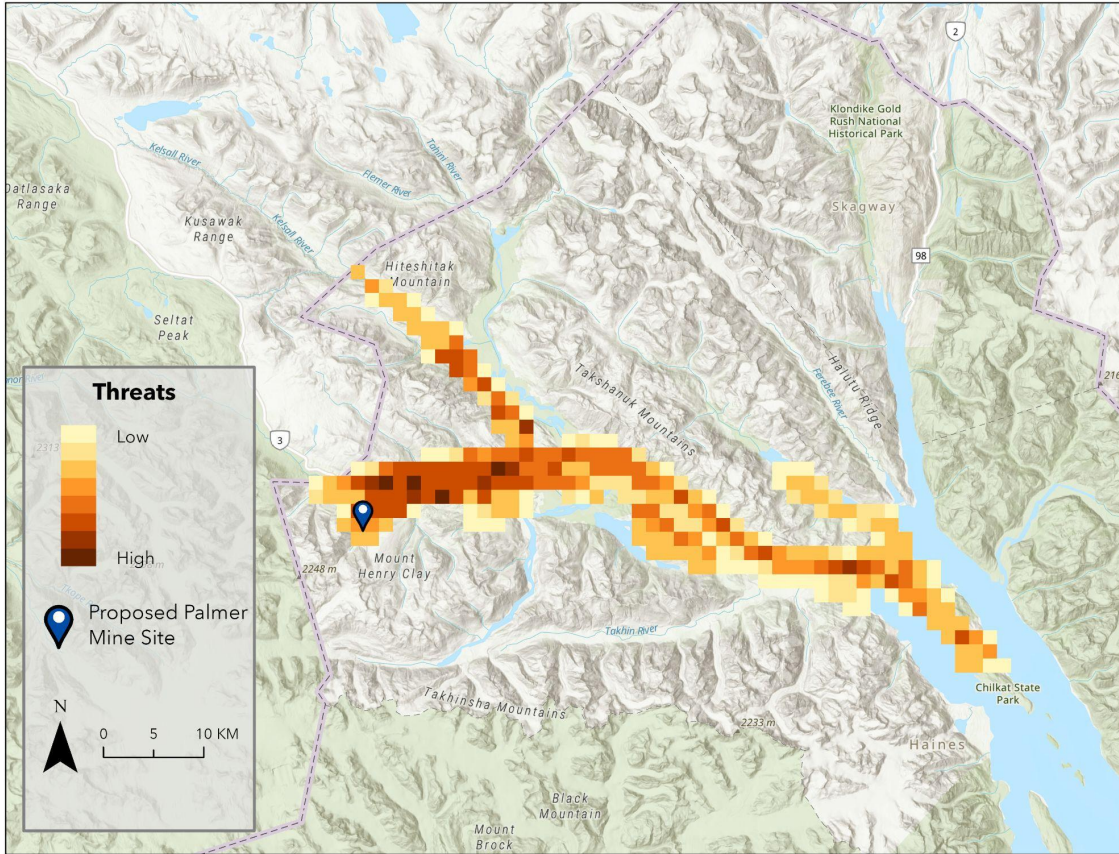 2
Klondike Gold
Rush National
Historical Park
Kelsall River
Tahini River
Flemer River
Datlasaka
Range
Kusawak
Range
Skagway
Kelsall River
98
Hiteshitak
Mountain
Seltat
Peak
Takshanuk Mountains
Ferebee River
Halutu Ridge
Threats
Low
High
2313
3
Mount
Henry Clay
2248 m
Proposed Palmer
Mine Site
Takhin River
Takhinsha Mountains
Chilkat State
Park
2233 m
Haines
N
0 5 10 KM
Black
Mountain
Mount
Brock